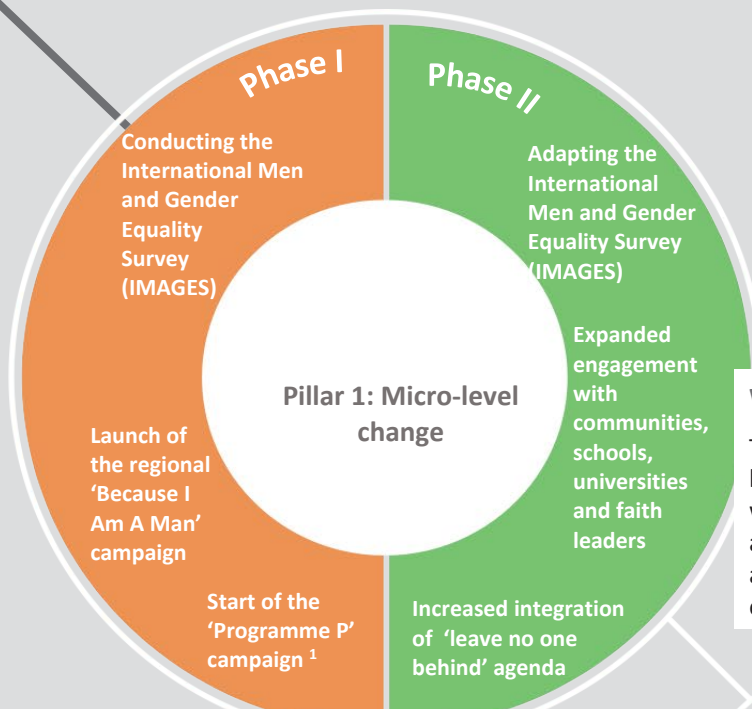 Phase I
Conducting the
International Men
and Gender
Equality
Survey
(IMAGES)
Launch of
the regional
‘Because I
Am A Man’
campaign
Start of the
‘Programme P’
campaign 1
Pillar 1: Micro-level
change
Phase II
Adapting the
International
Men and Gender
Equality Survey
(IMAGES)
Expanded
engagement
with
communities,
schools,
universities
and faith
leaders
Increased integration
of ‘leave no one
behind’ agenda